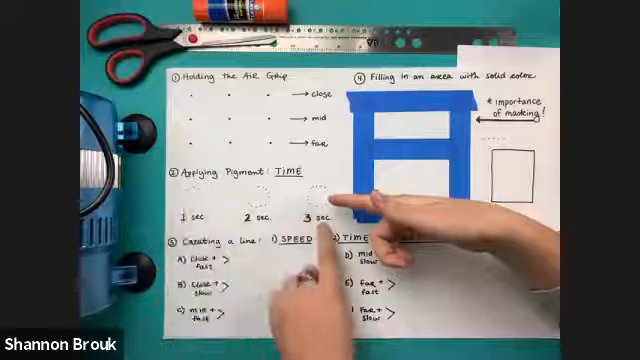 ① Holding the Air Grip
→ close
→ mid
→ far
② Applying Pigment: TIME
1 sec
2 sec
3 sec
③ Creating a line: 1) SPEED 2) TIME
A) Close +
fast
B) Close +
slow
C) mid +
fast
D) mid
slow
E) Far +
fast
Far +
slow
④ Filling in an area with solid color
* importance
of masking!
Shannon Brouk